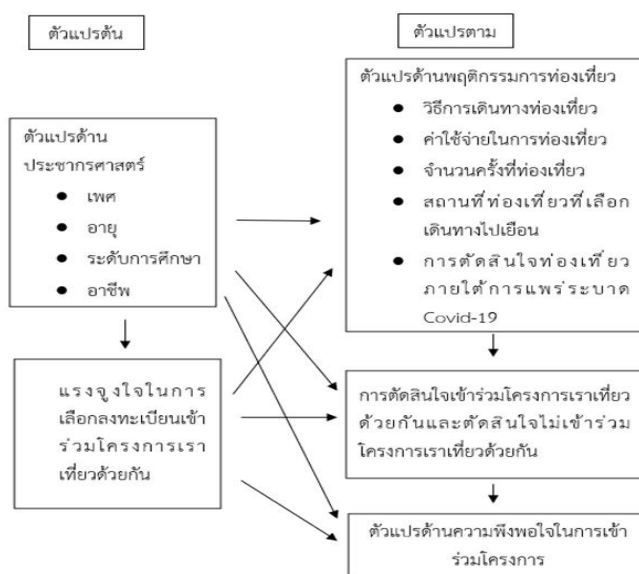 ตัวแปรต้น
ตัวแปรด้าน
ประชากรศาสตร์
● เพศ
● อายุ
● ระดับการศึกษา
● อาชีพ
แรงจูงใจในการ
เลือกลงทะเบียนเข้า
ร่วมโครงการเรา
เที่ยวด้วยกัน
ตัวแปรตาม
ตัวแปรด้านพฤติกรรมการท่องเที่ยว
● วิธีการเดินทางท่องเที่ยว
● ค่าใช้จ่ายในการท่องเที่ยว
● จำนวนครั้งที่ท่องเที่ยว
● สถานที่ท่องเที่ยวที่เลือก
เดินทางไปเยือน
● การตัดสินใจท่องเที่ยว
ภายใต้การแพร่ระบาด
Covid-19
การตัดสินใจเข้าร่วมโครงการเราเที่ยว
ด้วยกันและตัดสินใจไม่เข้าร่วม
โครงการเราเที่ยวด้วยกัน
ตัวแปรด้านความพึงพอใจในการเข้า
ร่วมโครงการ